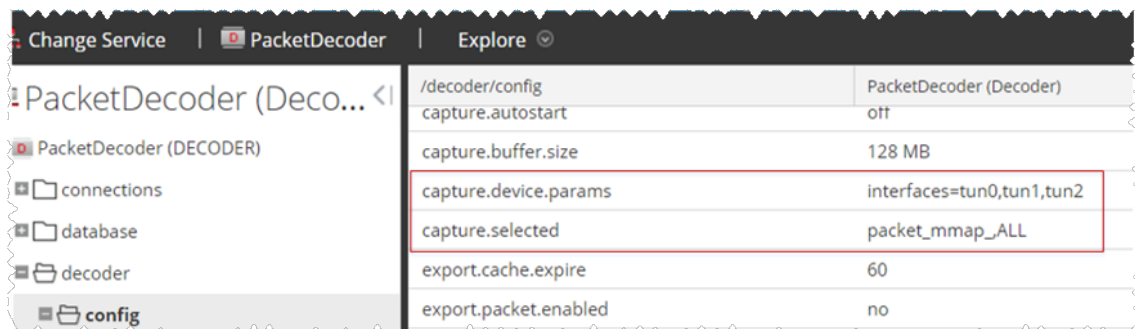 Change Service | D PacketDecoder | Explore
PacketDecoder (Deco...
D PacketDecoder (DECODER)
connections
database
decoder
config
/decoder/config PacketDecoder (Decoder)
capture.autostart off
capture.buffer.size 128 MB
capture.device.params interfaces=tun0,tun1,tun2
capture.selected packet_mmap_,ALL
export.cache.expire 60
export.packet.enabled no